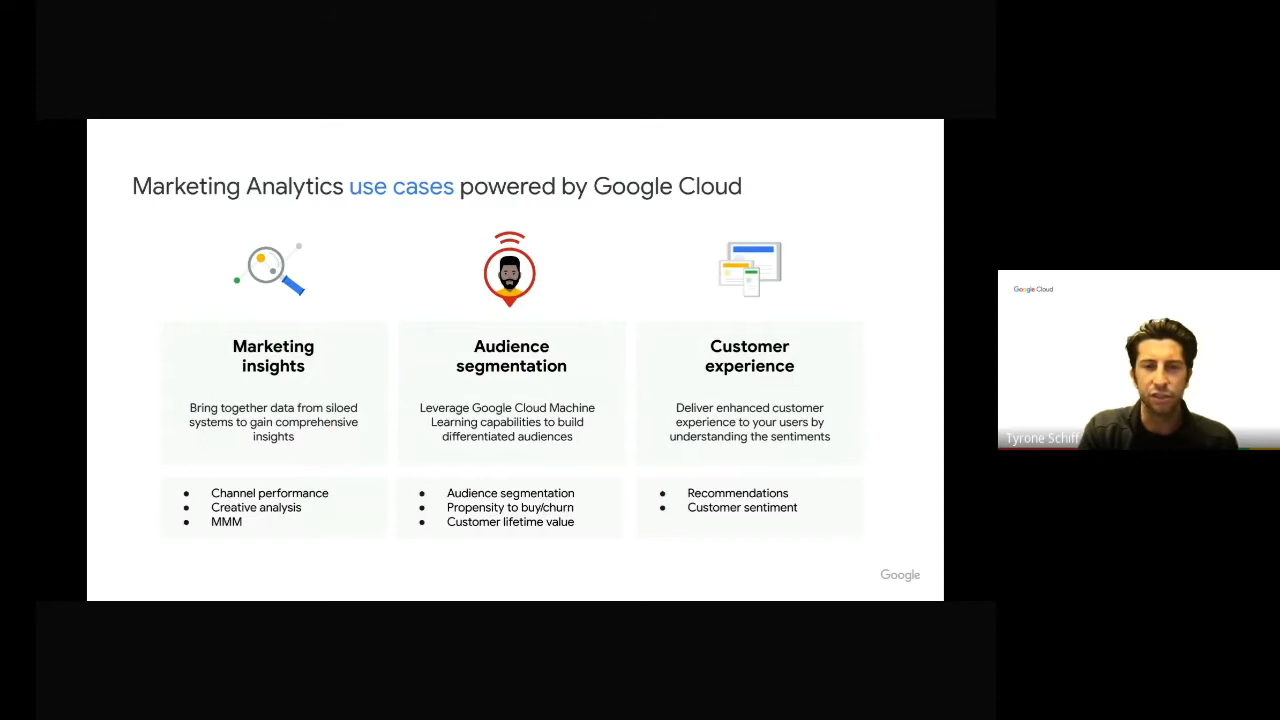 Marketing Analytics use cases powered by Google Cloud
Marketing
insights
Bring together data from siloed
systems to gain comprehensive
insights
• Channel performance
• Creative analysis
• MMM
Audience
segmentation
Leverage Google Cloud Machine
Learning capabilities to build
differentiated audiences
• Audience segmentation
• Propensity to buy/churn
• Customer lifetime value
Customer
experience
Deliver enhanced customer
experience to your users by
understanding the sentiments
• Recommendations
• Customer sentiment
Google
Google Cloud
Tyrone Schiff